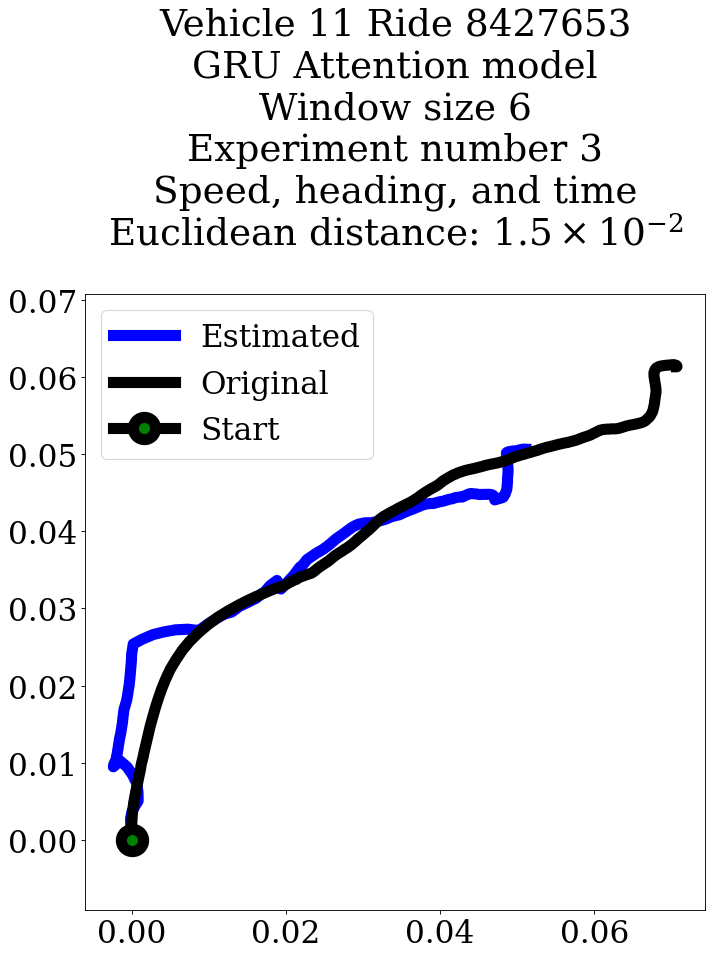 Vehicle 11 Ride 8427653
GRU Attention model
Window size 6
Experiment number 3
Speed, heading, and time
Euclidean distance: 1.5 × 10⁻²
0.07
0.06
0.05
0.04
0.03
0.02
0.01
0.00
Estimated
Original
Start
0.00 0.02 0.04 0.06